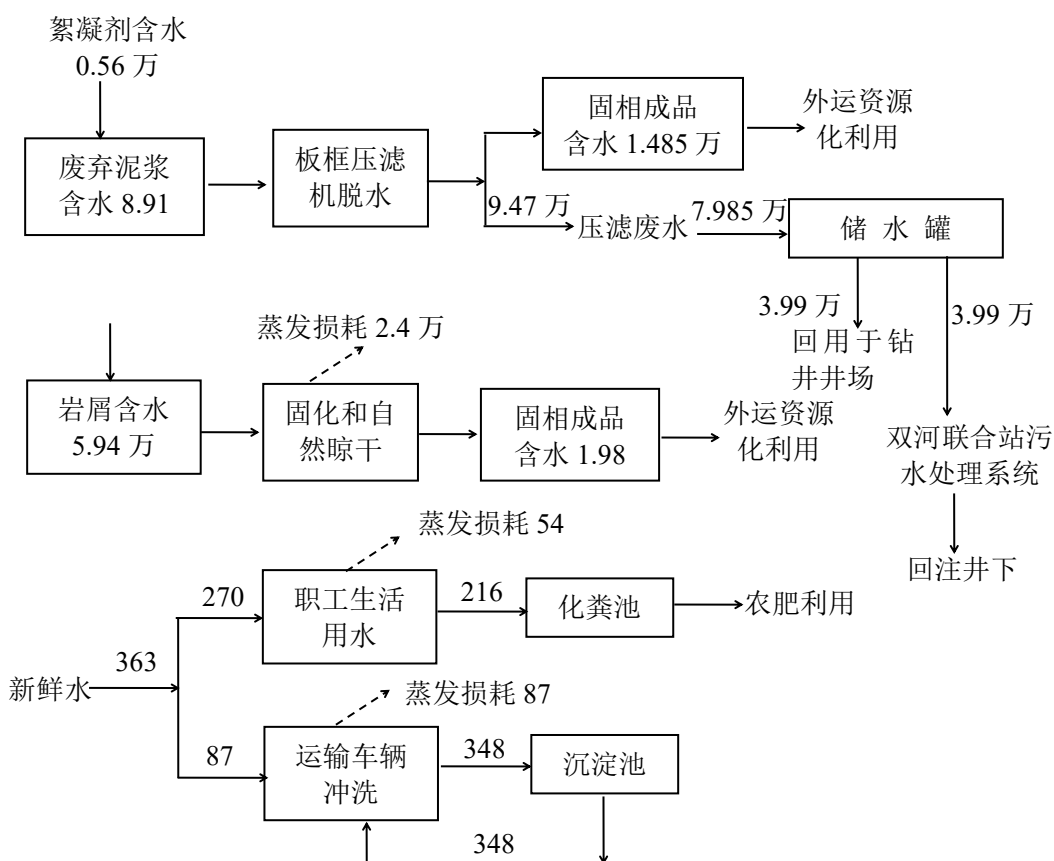 絮凝剂含水
0.56 万
废弃泥浆
含水 8.91
板框压滤
机脱水
固相成品
含水 1.485 万
外运资源
化利用
9.47 万
压滤废水
7.985 万
储 水 罐
3.99 万
回用于钻
井井场
3.99 万
双河联合站污
水处理系统
回注井下
蒸发损耗 2.4 万
岩屑含水
5.94 万
固化和自
然晾干
固相成品
含水 1.98
外运资源
化利用
新鲜水
363
270
蒸发损耗 54
职工生活
用水
216
化粪池
农肥利用
87
蒸发损耗 87
运输车辆
冲洗
348
沉淀池
348